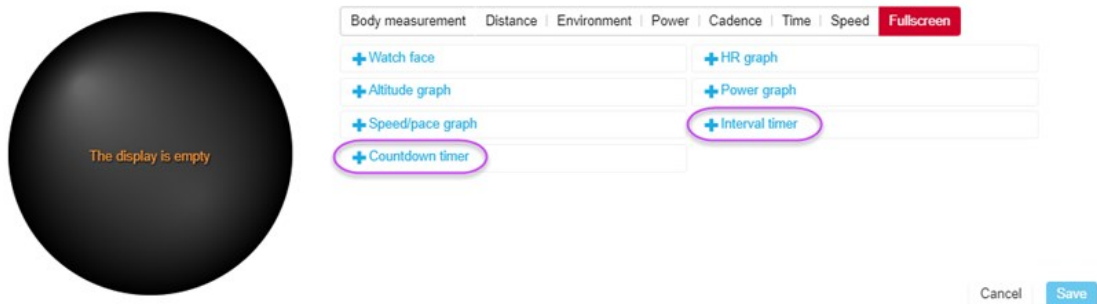 Body measurement Distance Environment Power Cadence Time Speed Fullscreen
Watch face HR graph
Altitude graph Power graph
Speed/pace graph Interval timer
The display is empty Countdown timer
Cancel Save